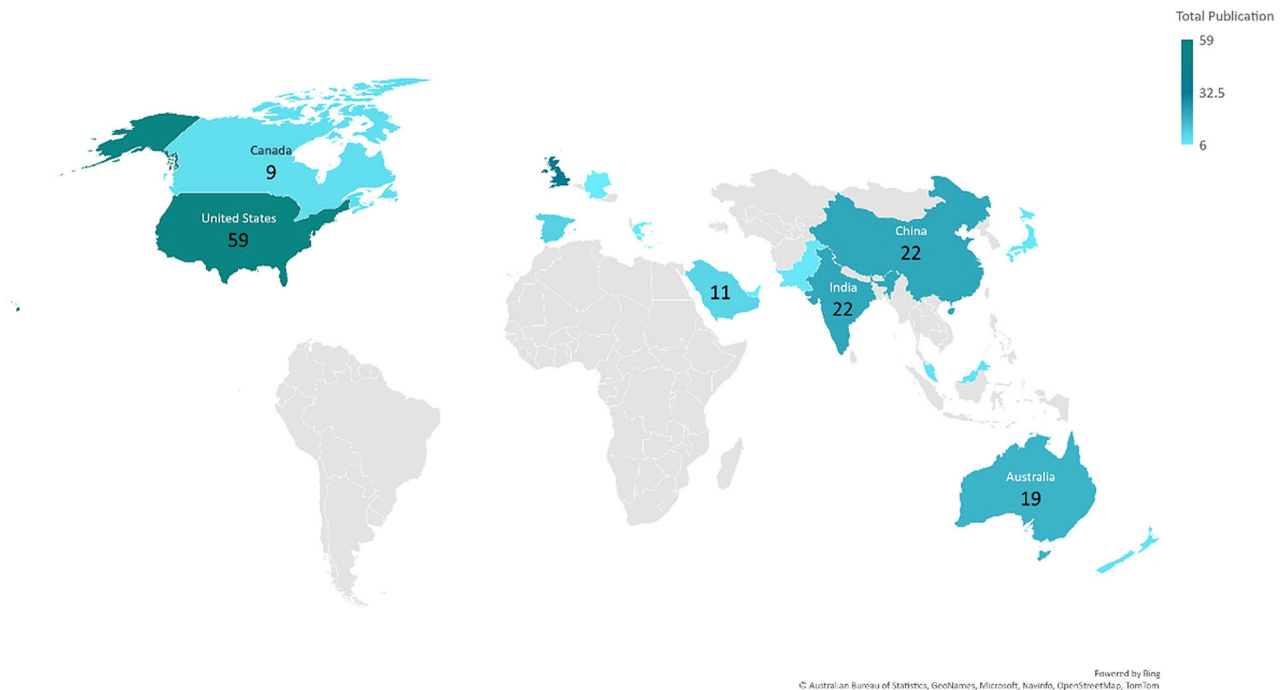 Total Publication
59
32.5
6
Canada
9
United States
59
China
22
11
India
22
Australia
19
Powered by Bing
© Australian Bureau of Statistics, GeoNames, Microsoft, Navinfo, OpenStreetMap, TomTom